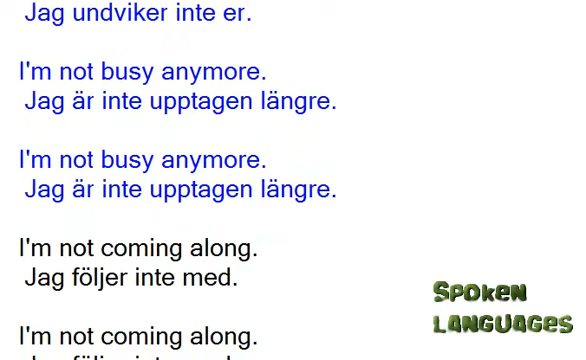 Jag undviker inte er.
I'm not busy anymore.
Jag är inte upptagen längre.
I'm not busy anymore.
Jag är inte upptagen längre.
I'm not coming along.
Jag följer inte med.
I'm not coming along.
SPOKEN
LANGUAGES